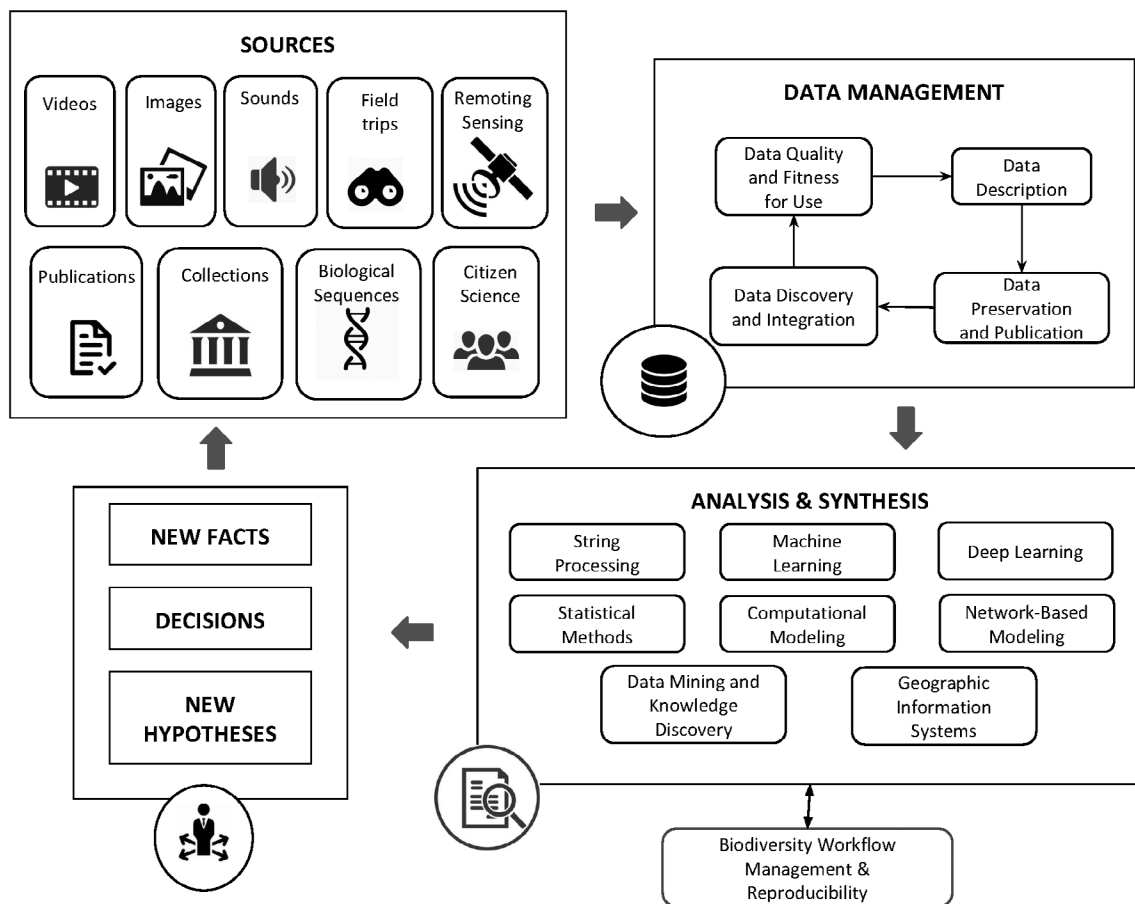 SOURCES
Videos
Images
Sounds
Field
trips
Remoting
Sensing
Publications
Collections
Biological
Sequences
Citizen
Science
DATA MANAGEMENT
Data Quality
and Fitness
for Use
Data
Description
Data Discovery
and Integration
Data
Preservation
and Publication
ANALYSIS & SYNTHESIS
String
Processing
Machine
Learning
Deep Learning
Statistical
Methods
Computational
Modeling
Network-Based
Modeling
Data Mining and
Knowledge
Discovery
Geographic
Information
Systems
NEW FACTS
DECISIONS
NEW
HYPOTHESES
Biodiversity Workflow
Management &
Reproducibility